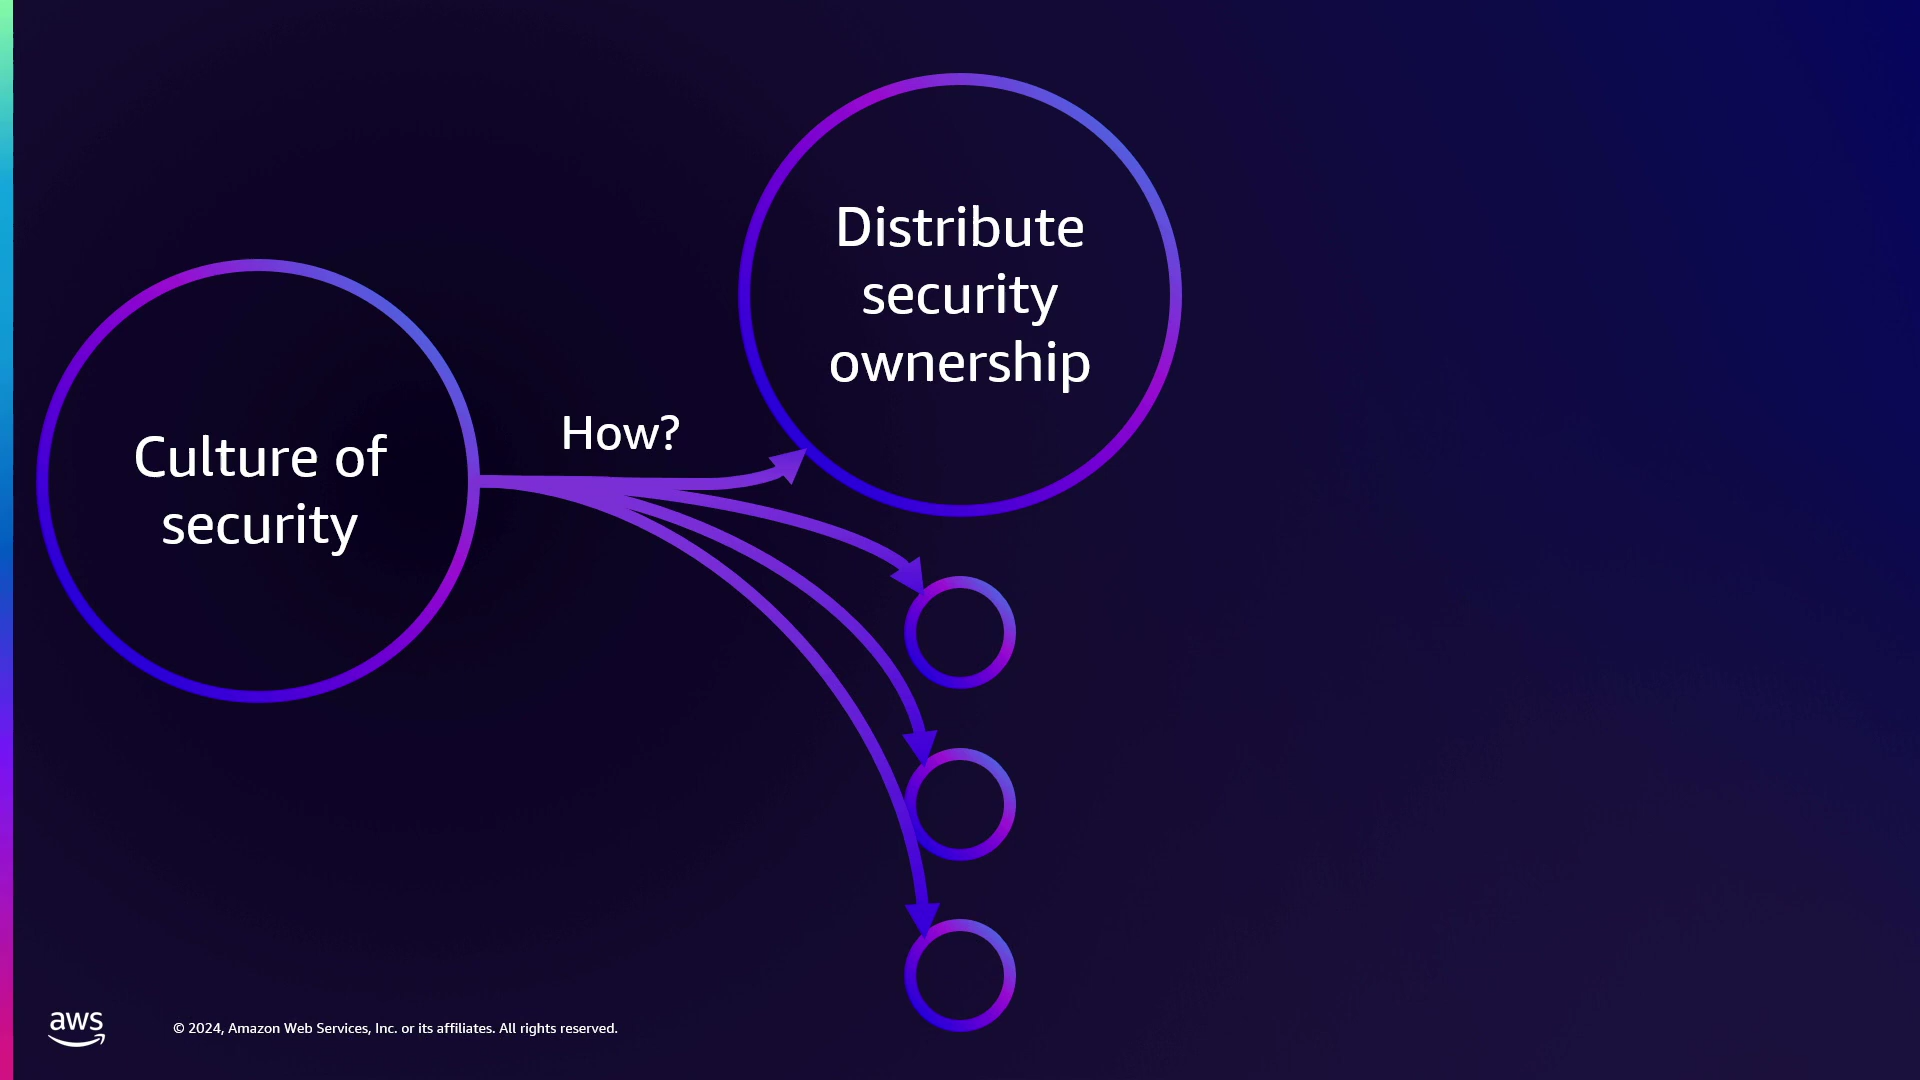 Distribute
security
ownership
How?
Culture of
security
aws
© 2024, Amazon Web Services, Inc. or its affiliates. All rights reserved.